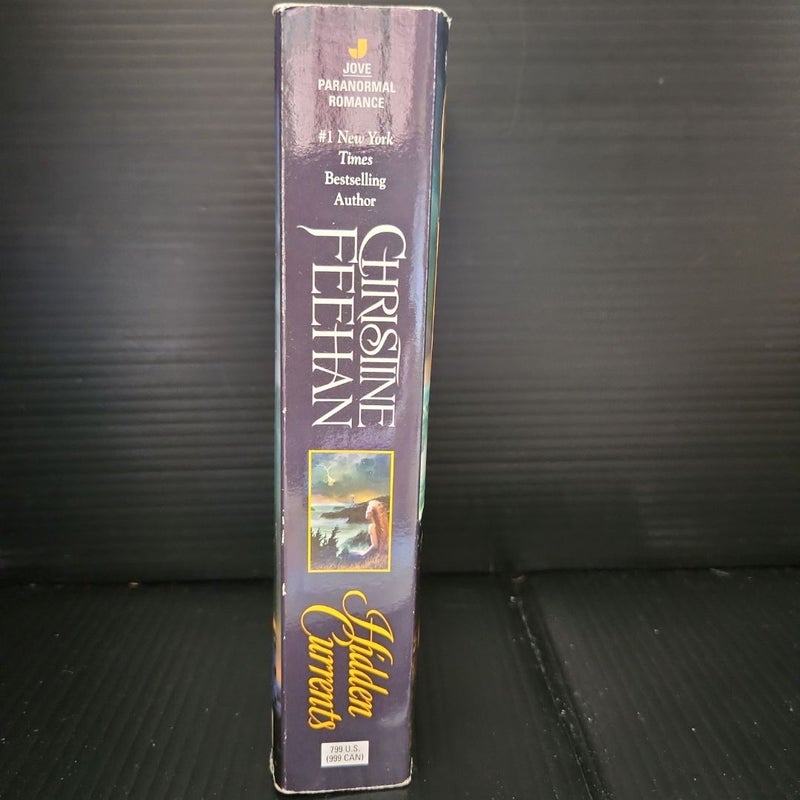 JOVE
PARANORMAL
ROMANCE
#1 New York
Times
Bestselling
Author
CHRISTINE
FEEHAN
Hidden
Currents
799 U.S.
(999 CAN)